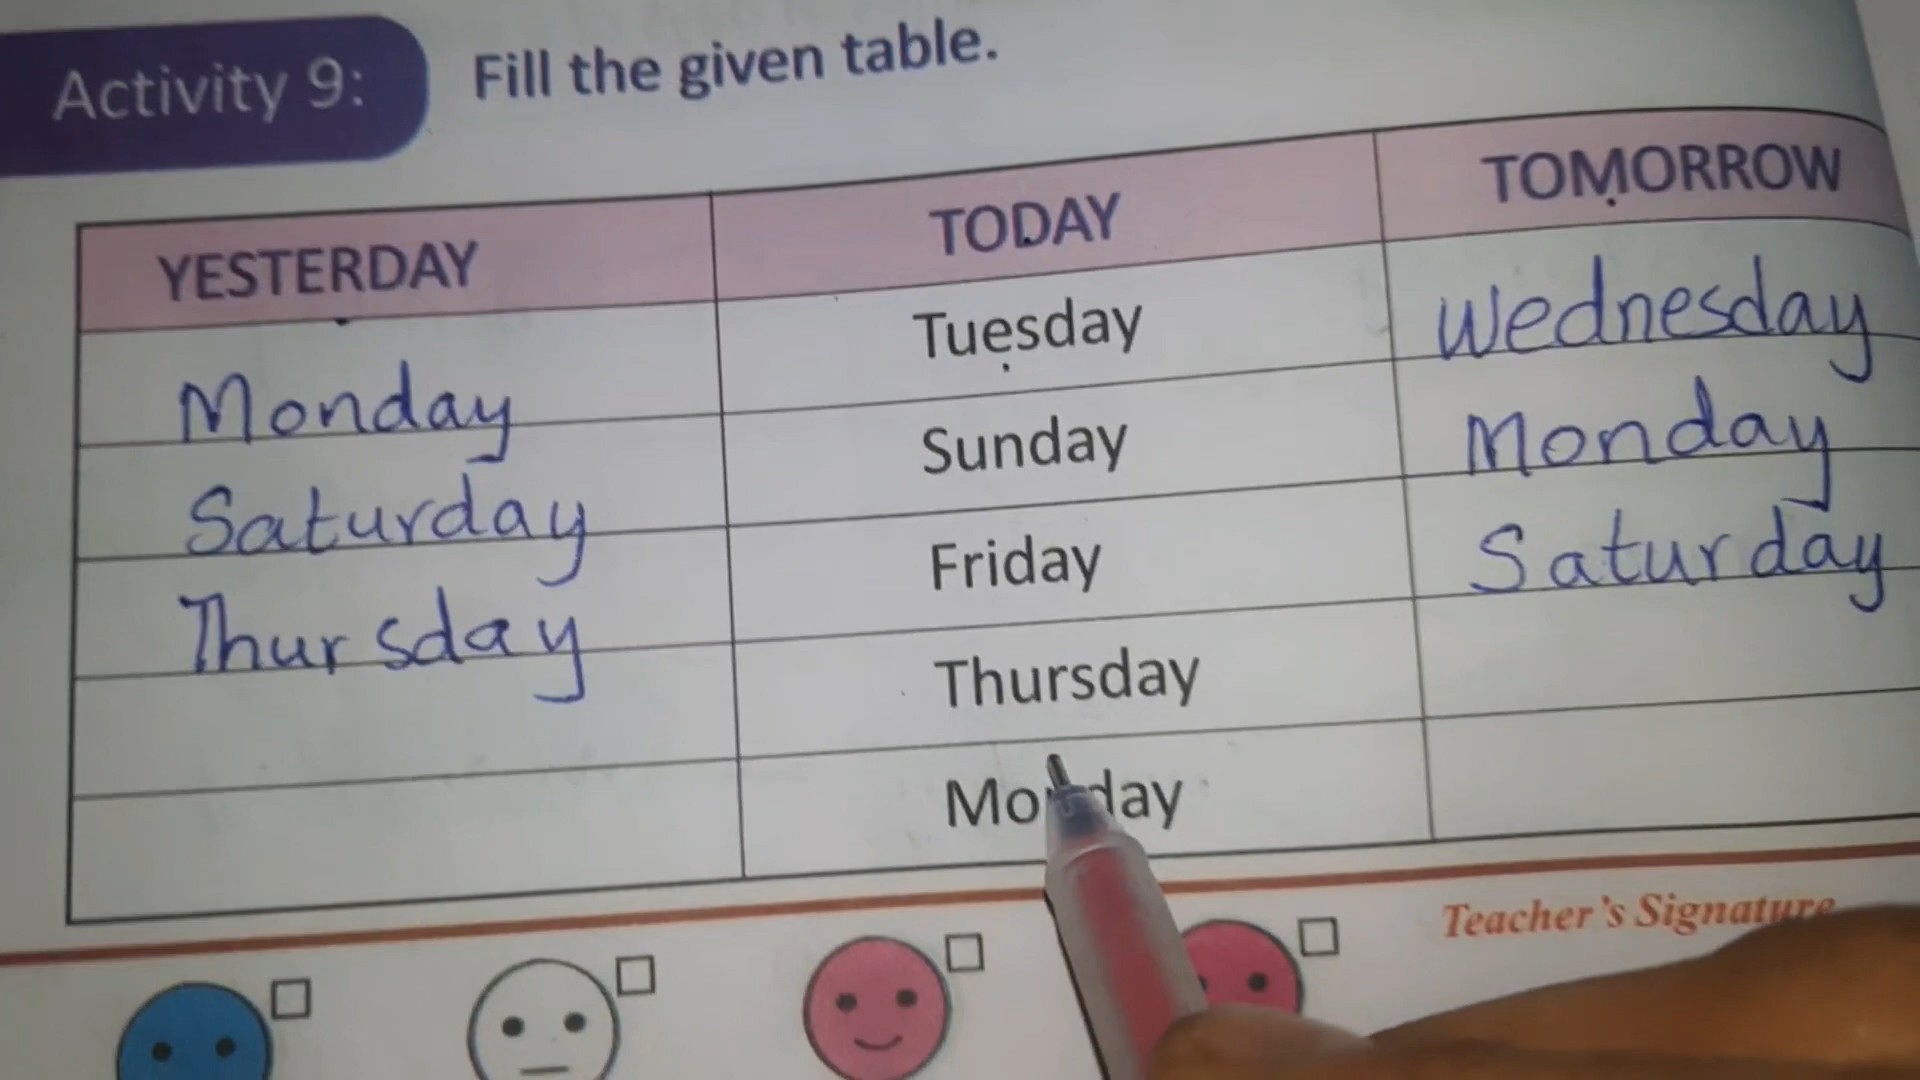 Activity 9: Fill the given table.
YESTERDAY TODAY TOMORROW
Monday Tuesday Wednesday
Saturday Sunday Monday
Thursday Friday Saturday
Thursday
Monday
Teacher's Signature